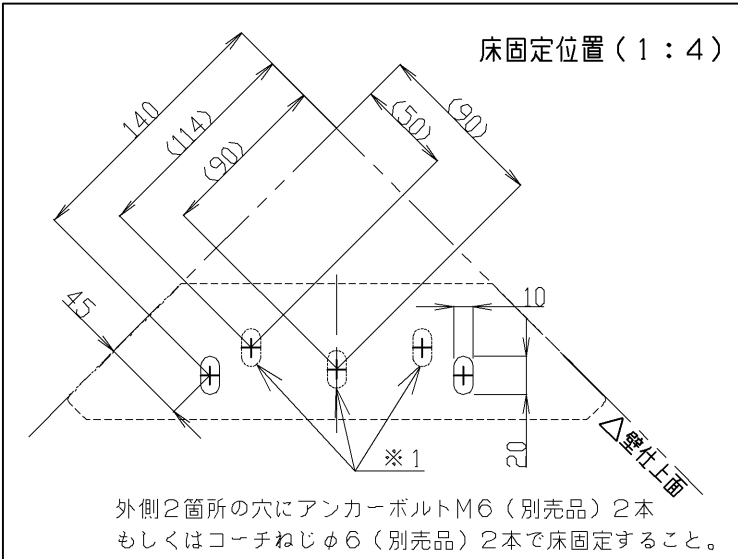 床固定位置(1:4)
140
(114)
(90)
(50)
(90)
45
10
20
※1
△壁仕上面
外側2箇所の穴にアンカーボルトM6(別売品)2本
もしくはコーチねじφ6(別売品)2本で床固定すること。